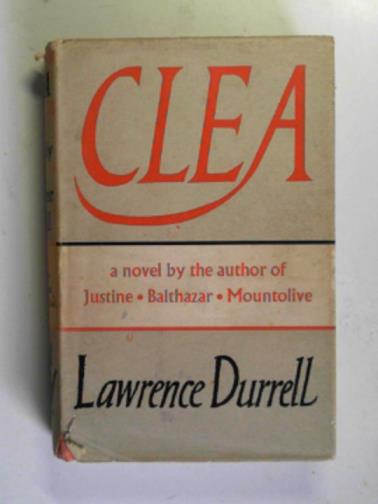 CLEA
a novel by the author of
Justine • Balthazar • Mountolive
Lawrence Durrell